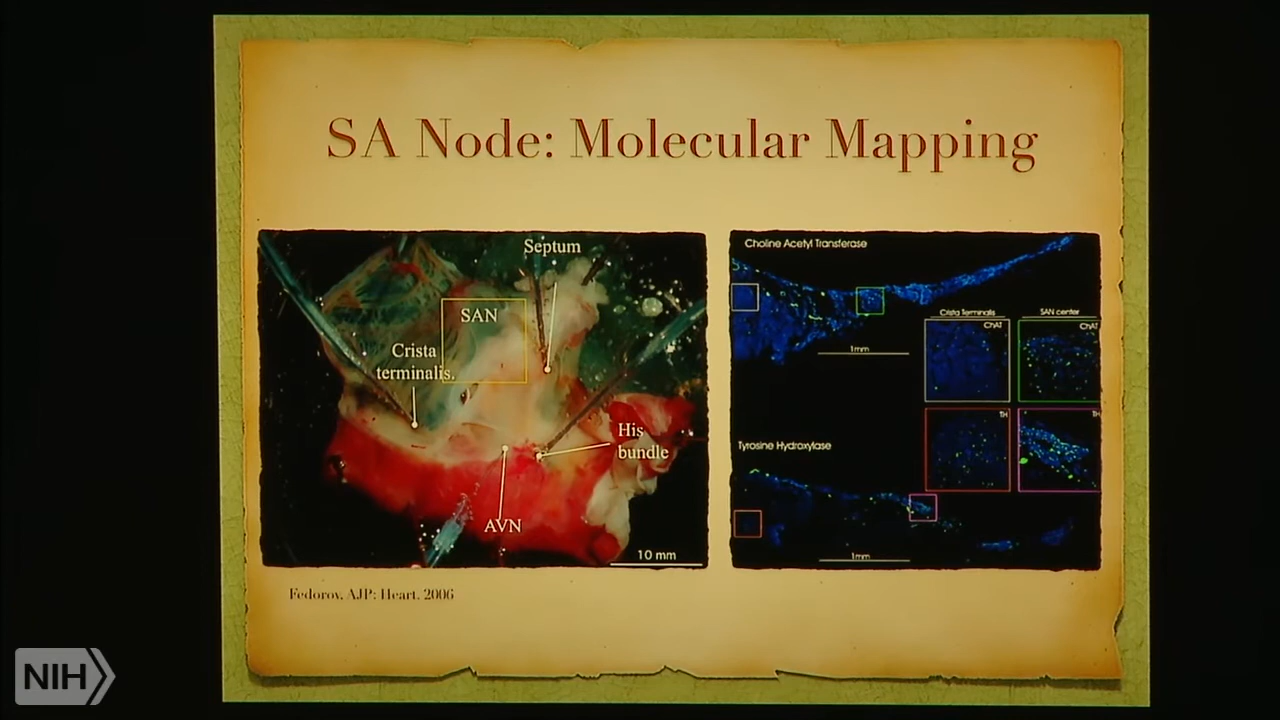 SA Node: Molecular Mapping
Septum
SAN
Crista
terminalis.
His
bundle
AVN
10 mm
Choline Acetyl Transferase
1mm
Crista Terminalis
SAN center
ChAT
ChAT
TH
TH
Tyrosine Hydroxylase
1mm
Fedorov, AJP: Heart, 2006
NIH